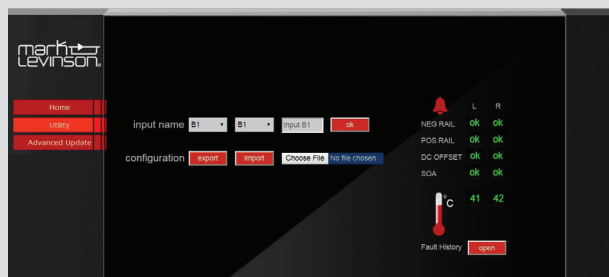 mark
LEVINSON®
Home
Utility
Advanced Update
input name B1 B1 input B1 ok
configuration export import Choose File No file chosen
L R
NEG RAIL ok ok
POS RAIL ok ok
DC OFFSET ok ok
SOA ok ok
°C 41 42
Fault History open